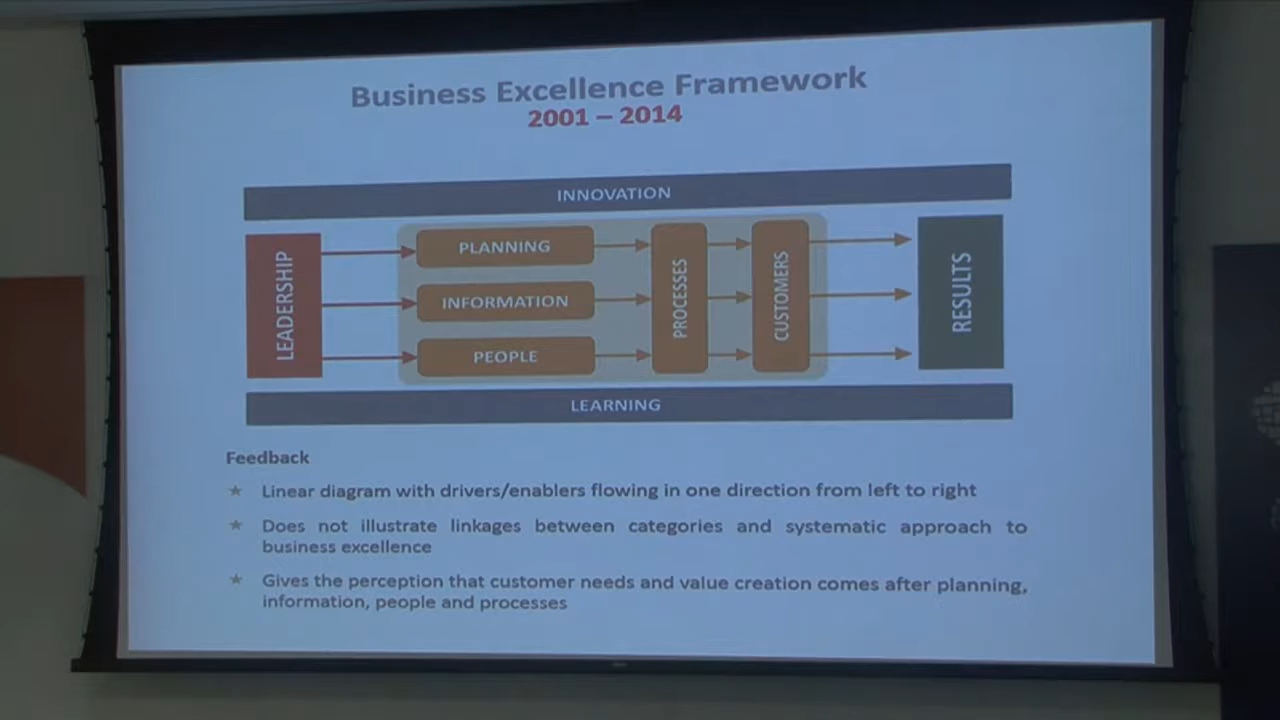 Business Excellence Framework
2001 – 2014
INNOVATION
LEADERSHIP
PLANNING
INFORMATION
PEOPLE
PROCESSES
CUSTOMERS
RESULTS
LEARNING
Feedback
Linear diagram with drivers/enablers flowing in one direction from left to right
Does not illustrate linkages between categories and systematic approach to
business excellence
Gives the perception that customer needs and value creation comes after planning,
information, people and processes